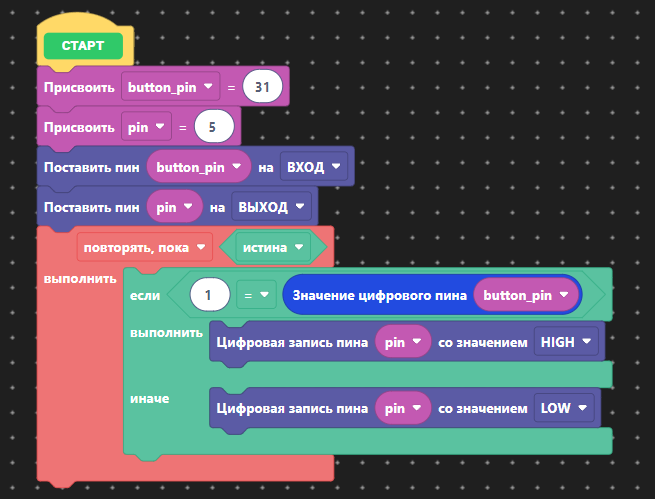 СТАРТ
Присвоить button_pin = 31
Присвоить pin = 5
Поставить пин button_pin на ВХОД
Поставить пин pin на ВЫХОД
повторять, пока истина
выполнить
если 1 = Значение цифрового пина button_pin
выполнить Цифровая запись пина pin со значением HIGH
иначе Цифровая запись пина pin со значением LOW